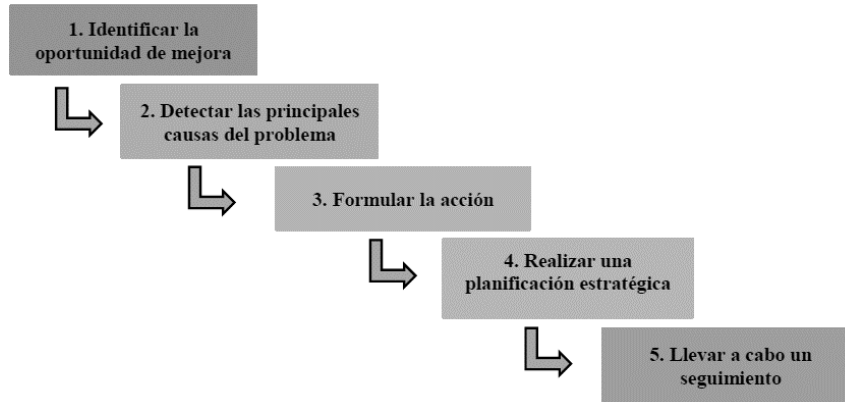 1. Identificar la
oportunidad de mejora
2. Detectar las principales
causas del problema
3. Formular la acción
4. Realizar una
planificación estratégica
5. Llevar a cabo un
seguimiento